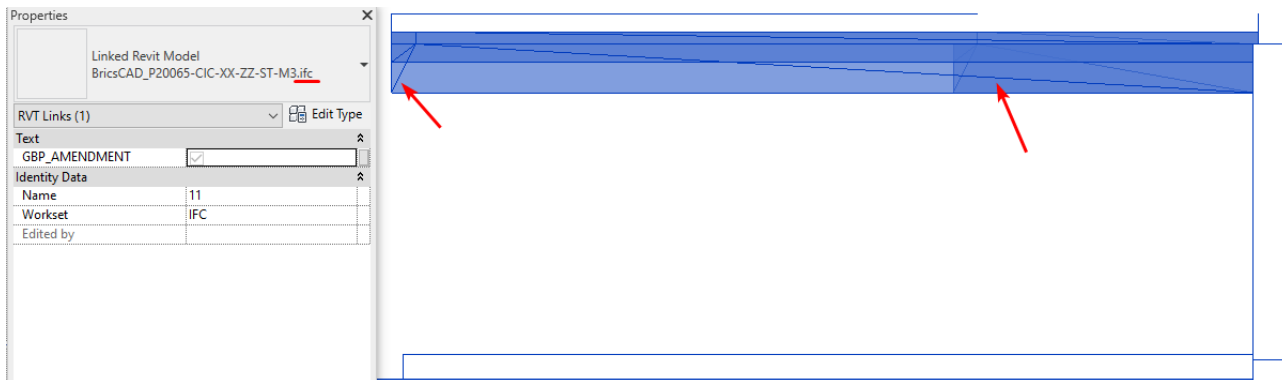 Properties
Linked Revit Model
BricsCAD_P20065-CIC-XX-ZZ-ST-M3.ifc
RVT Links (1)
Edit Type
Text
GBP_AMENDMENT
Identity Data
Name 11
Workset IFC
Edited by